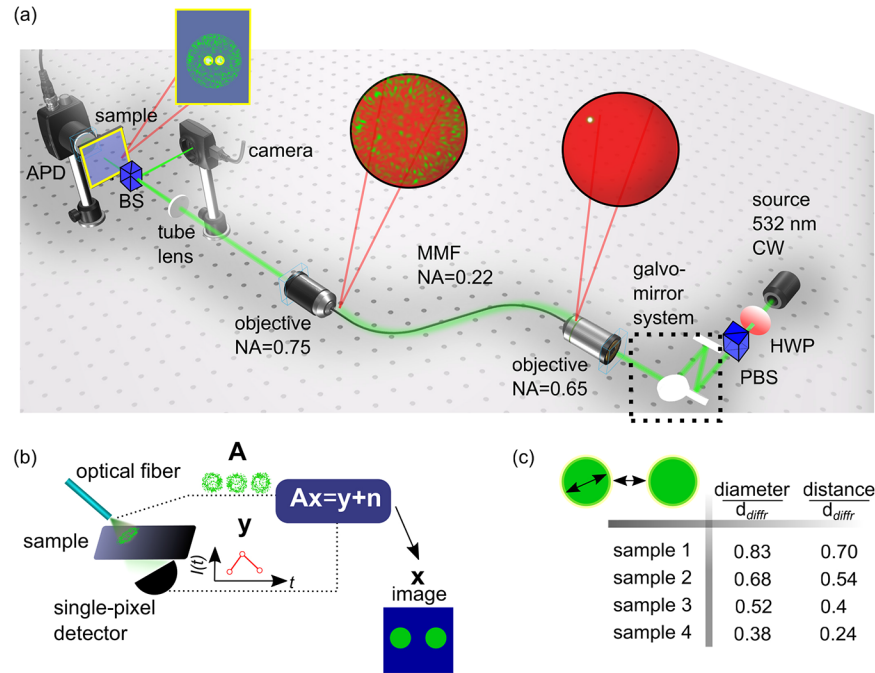 (a)
sample
APD
BS
camera
tube
lens
objective
NA=0.75
MMF
NA=0.22
objective
NA=0.65
galvo-
mirror
system
source
532 nm
CW
HWP
PBS
(b)
optical fiber
sample
single-pixel
detector
A
y
I(t)
t
Ax=y+n
x
image
(c)
diameter distance
d_diffr d_diffr
sample 1 0.83 0.70
sample 2 0.68 0.54
sample 3 0.52 0.4
sample 4 0.38 0.24